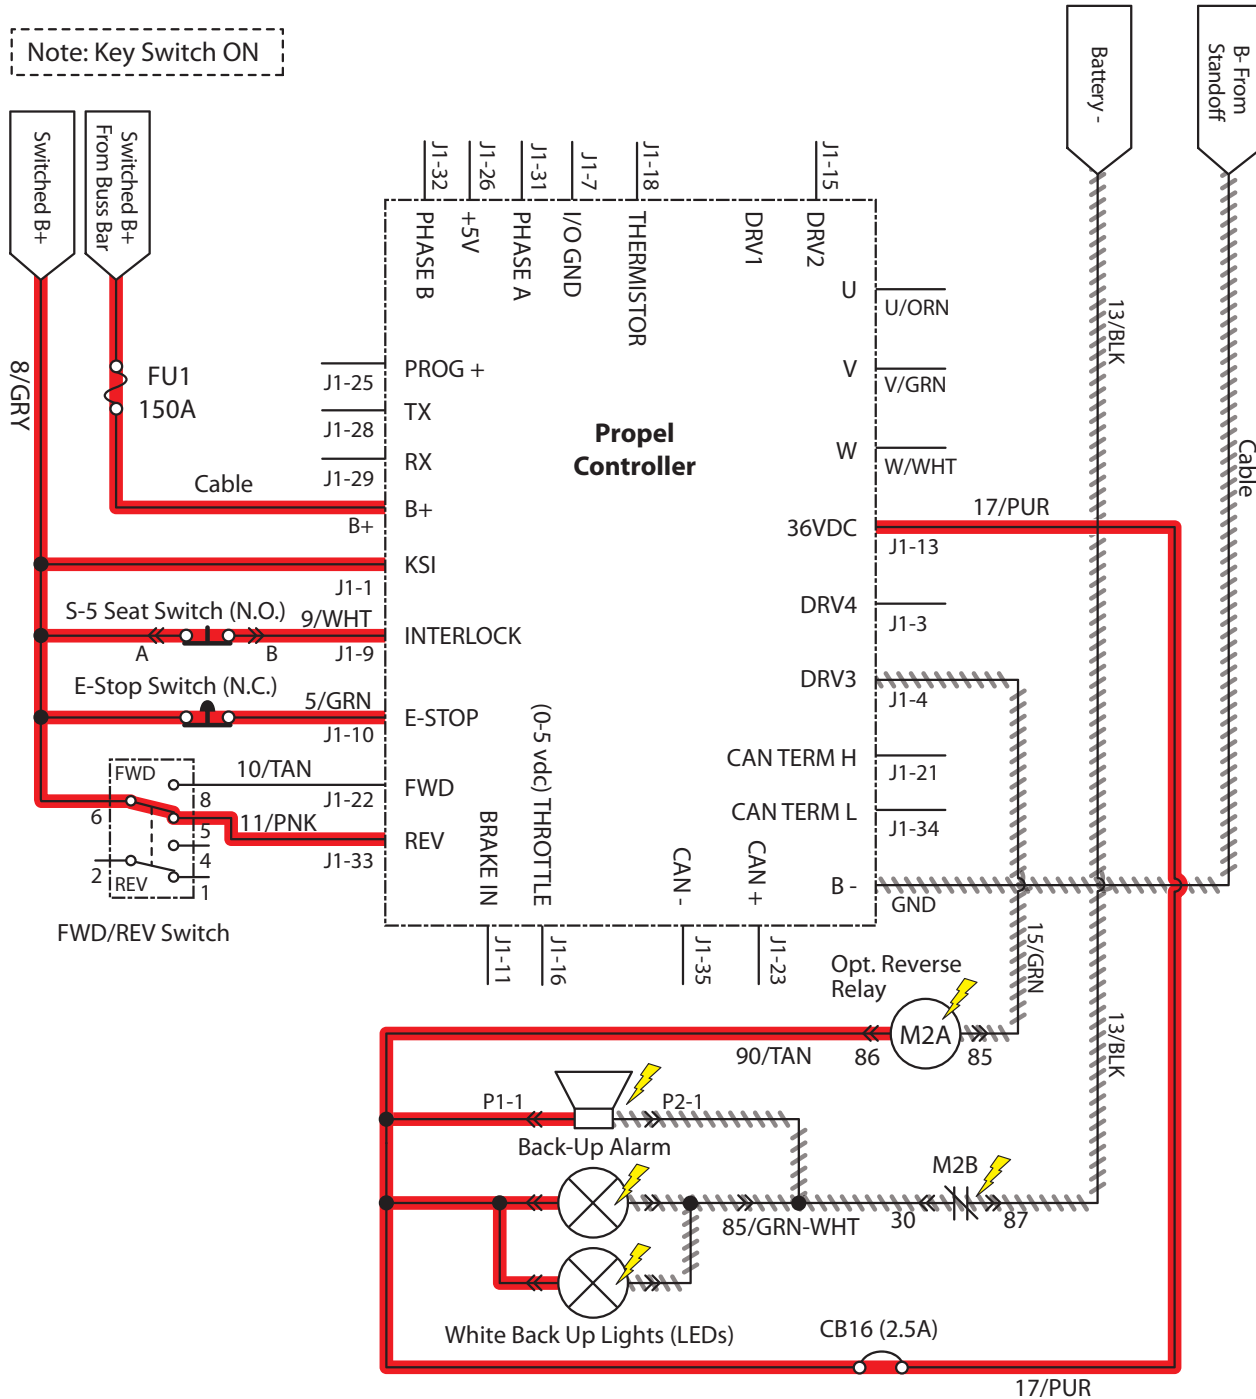 Note: Key Switch ON
Switched B+
Switched B+
From Buss Bar
Battery -
B- From
Standoff
J1-32
J1-26
J1-31
J1-7
J1-18
J1-15
PHASE B
+5V
PHASE A
I/O GND
THERMISTOR
DRV1
DRV2
U
U/ORN
13/BLK
8/GRY
FU1
150A
J1-25
PROG +
V
V/GRN
J1-28
TX
Propel
Controller
W
W/WHT
Cable
J1-29
RX
Cable
B+
B+
36VDC
17/PUR
J1-13
J1-1
KSI
S-5 Seat Switch (N.O.)
9/WHT
A
B
J1-9
INTERLOCK
DRV4
J1-3
E-Stop Switch (N.C.)
5/GRN
J1-10
E-STOP
DRV3
J1-4
(0-5 vdc) THROTTLE
FWD
10/TAN
J1-22
FWD
CAN TERM H
J1-21
6
8
5
11/PNK
J1-33
REV
CAN TERM L
J1-34
4
2
REV
1
BRAKE IN
CAN -
CAN +
B -
GND
FWD/REV Switch
J1-11
J1-16
J1-35
J1-23
15/GRN
Opt. Reverse
Relay
M2A
90/TAN
86
85
13/BLK
P1-1
P2-1
Back-Up Alarm
M2B
85/GRN-WHT
30
87
White Back Up Lights (LEDs)
CB16 (2.5A)
17/PUR